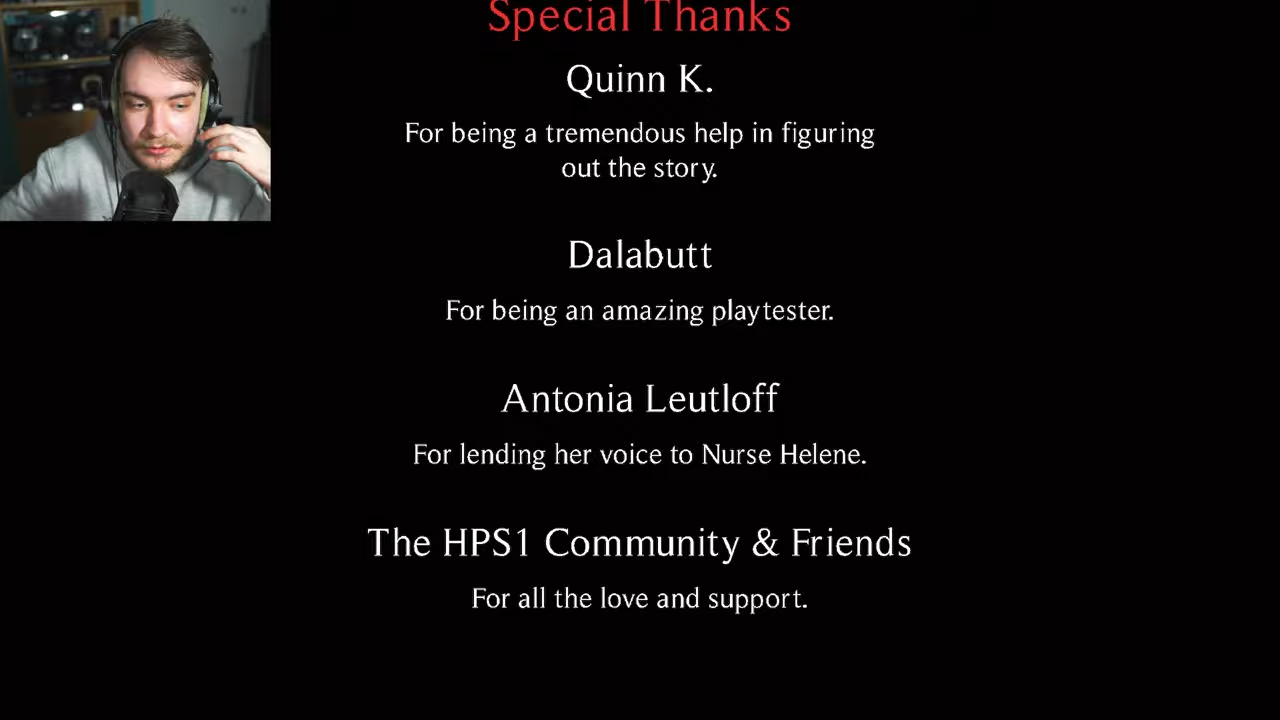 Special Thanks
Quinn K.
For being a tremendous help in figuring
out the story.
Dalabutt
For being an amazing playtester.
Antonia Leutloff
For lending her voice to Nurse Helene.
The HPS1 Community & Friends
For all the love and support.